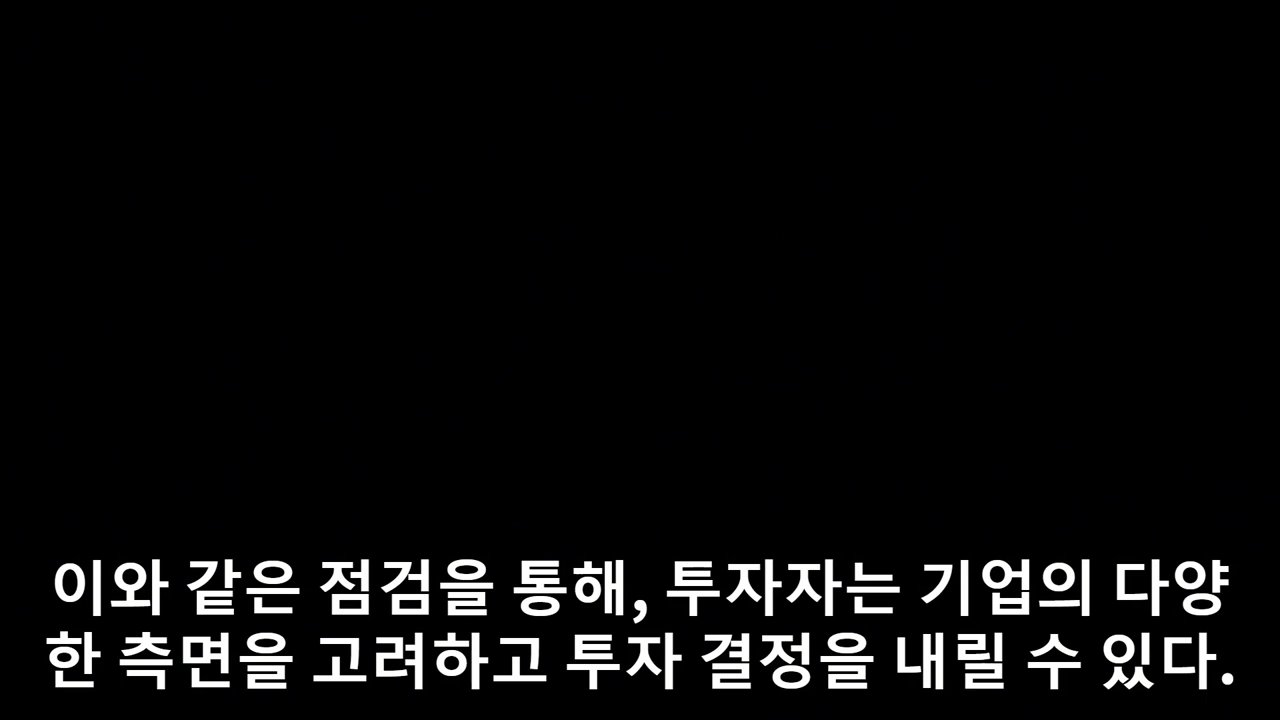 이와 같은 점검을 통해, 투자자는 기업의 다양
한 측면을 고려하고 투자 결정을 내릴 수 있다.